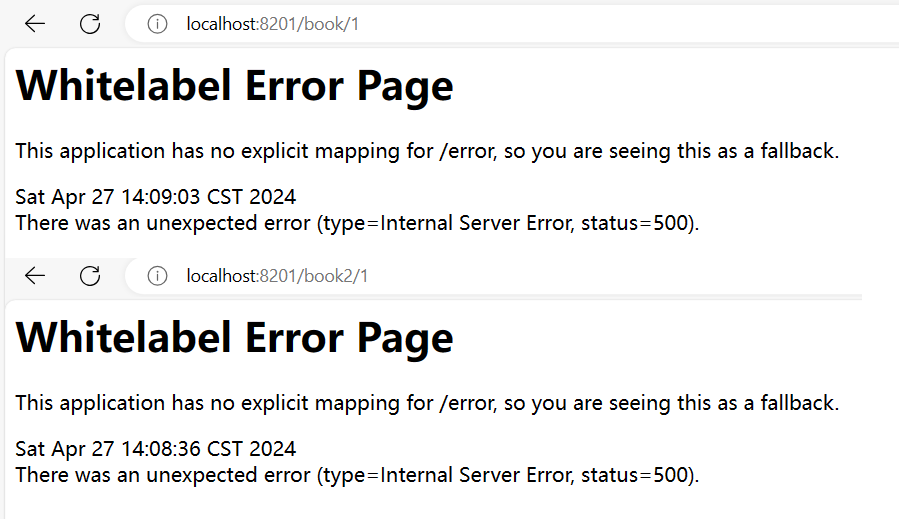 localhost:8201/book/1
Whitelabel Error Page
This application has no explicit mapping for /error, so you are seeing this as a fallback.
Sat Apr 27 14:09:03 CST 2024
There was an unexpected error (type=Internal Server Error, status=500).
localhost:8201/book2/1
Whitelabel Error Page
This application has no explicit mapping for /error, so you are seeing this as a fallback.
Sat Apr 27 14:08:36 CST 2024
There was an unexpected error (type=Internal Server Error, status=500).